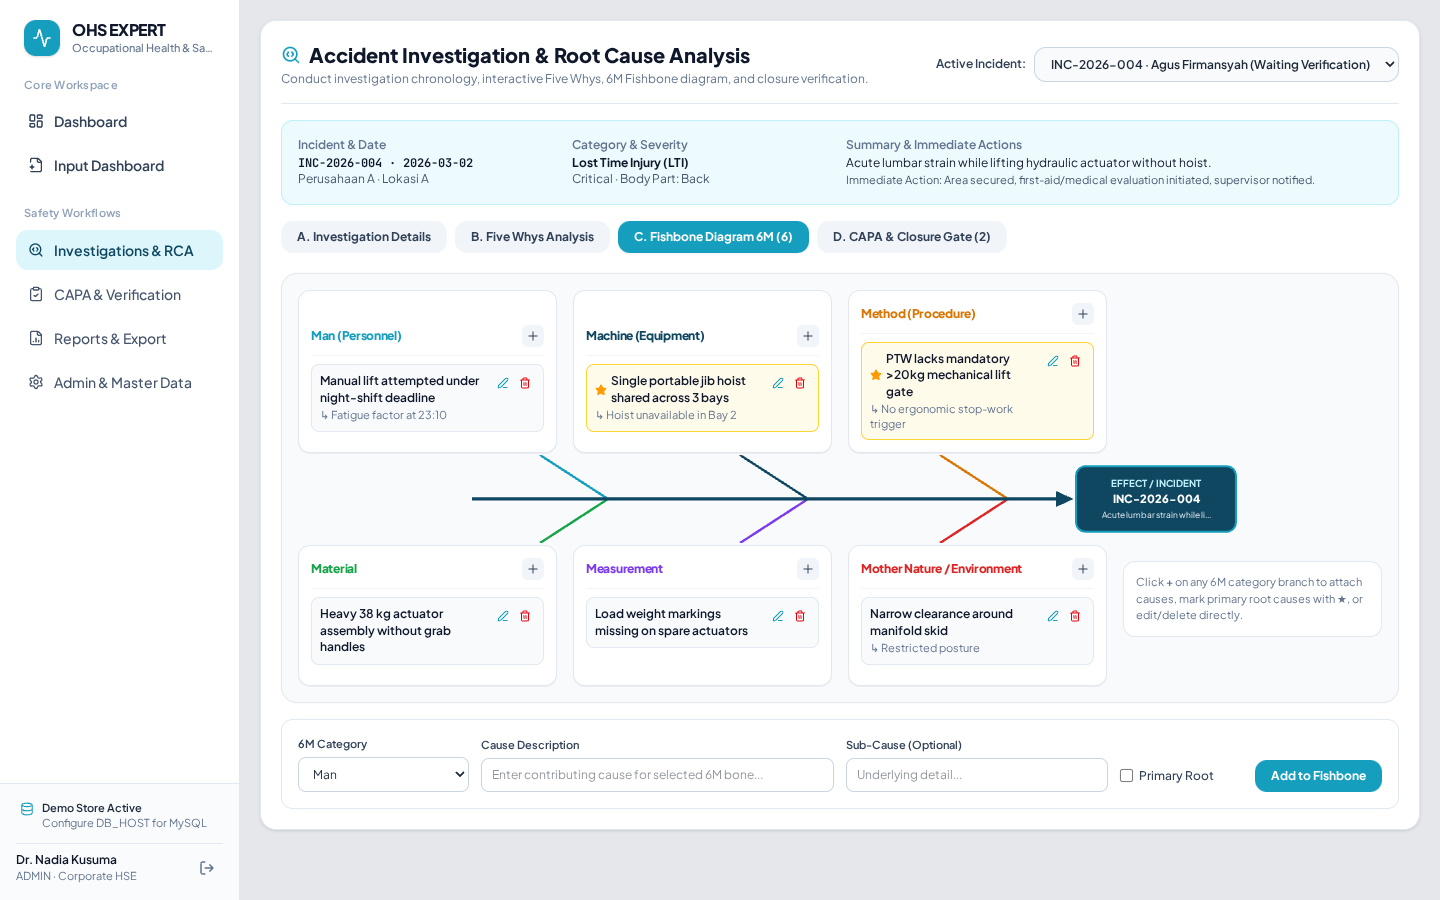 OHS EXPERT
Occupational Health & Sa...
Core Workspace
Dashboard
Input Dashboard
Safety Workflows
Investigations & RCA
CAPA & Verification
Reports & Export
Admin & Master Data
Demo Store Active
Configure DB_HOST for MySQL
Dr. Nadia Kusuma
ADMIN · Corporate HSE
Accident Investigation & Root Cause Analysis
Conduct investigation chronology, interactive Five Whys, 6M Fishbone diagram, and closure verification.
Active Incident:
INC-2026-004 · Agus Firmansyah (Waiting Verification)
Incident & Date
INC-2026-004 · 2026-03-02
Perusahaan A · Lokasi A
Category & Severity
Lost Time Injury (LTI)
Critical · Body Part: Back
Summary & Immediate Actions
Acute lumbar strain while lifting hydraulic actuator without hoist.
Immediate Action: Area secured, first-aid/medical evaluation initiated, supervisor notified.
A. Investigation Details
B. Five Whys Analysis
C. Fishbone Diagram 6M (6)
D. CAPA & Closure Gate (2)
Man (Personnel)
Manual lift attempted under
night-shift deadline
↳ Fatigue factor at 23:10
Machine (Equipment)
★ Single portable jib hoist
shared across 3 bays
↳ Hoist unavailable in Bay 2
Method (Procedure)
PTW lacks mandatory
★ >20kg mechanical lift
gate
↳ No ergonomic stop-work
trigger
EFFECT / INCIDENT
INC-2026-004
Acute lumbar strain while li...
Material
Heavy 38 kg actuator
assembly without grab
handles
Measurement
Load weight markings
missing on spare actuators
Mother Nature / Environment
Narrow clearance around
manifold skid
↳ Restricted posture
Click + on any 6M category branch to attach
causes, mark primary root causes with ★, or
edit/delete directly.
6M Category
Man
Cause Description
Enter contributing cause for selected 6M bone...
Sub-Cause (Optional)
Underlying detail...
Primary Root
Add to Fishbone